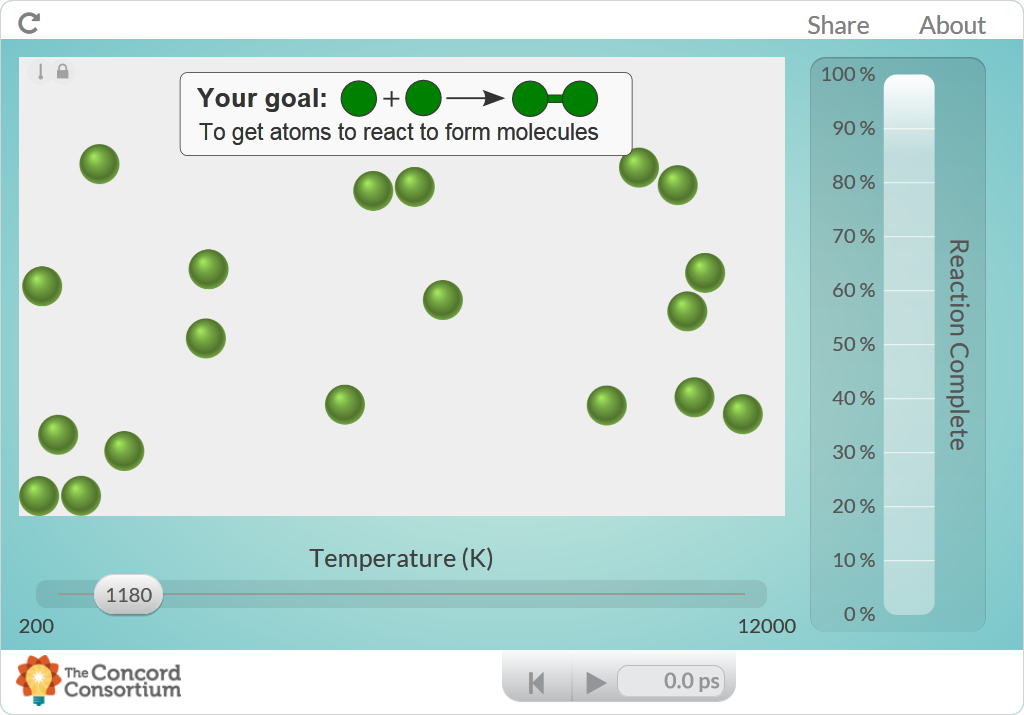 Share About
Your goal: + 
To get atoms to react to form molecules
100 %
90 %
80 %
70 %
60 %
50 %
40 %
30 %
20 %
10 %
0 %
Reaction Complete
Temperature (K)
1180
200 12000
The Concord
Consortium
0.0 ps